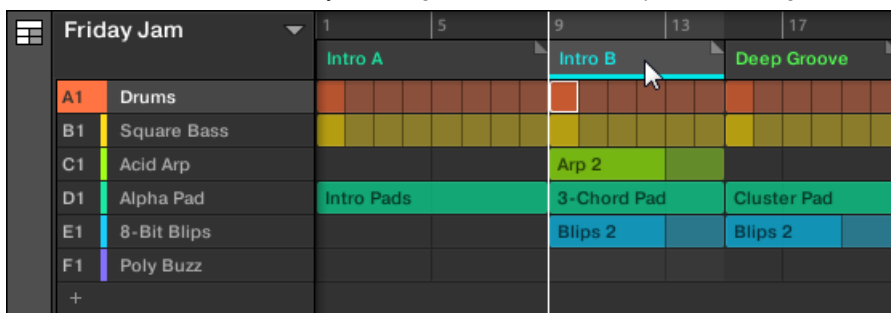 Friday Jam
1 5 9 13 17
Intro A Intro B Deep Groove
A1 Drums
B1 Square Bass
C1 Acid Arp Arp 2
D1 Alpha Pad Intro Pads 3-Chord Pad Cluster Pad
E1 8-Bit Blips Blips 2 Blips 2
F1 Poly Buzz
+